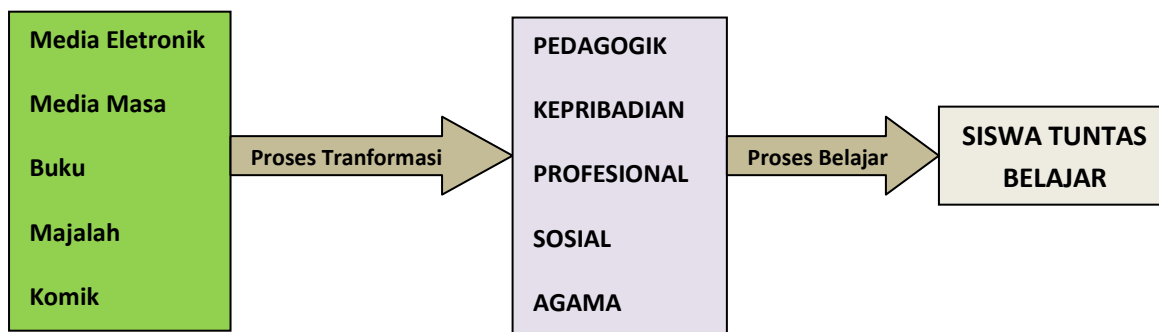 Media Eletronik
Media Masa
Buku
Majalah
Komik
Proses Tranformasi
PEDAGOGIK
KEPRIBADIAN
PROFESIONAL
SOSIAL
AGAMA
Proses Belajar
SISWA TUNTAS
BELAJAR